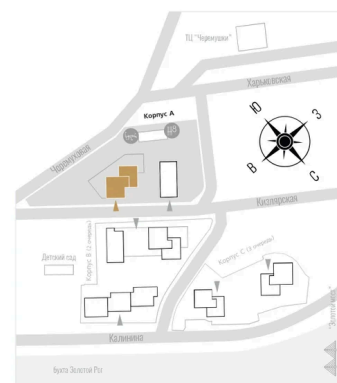 ТЦ "Черемушки"
Харьковская
Корпус А
Ю
З
В
С
Черемуховая
Кизлярская
Детский сад
Корпус В (2 очередь)
Корпус С (3 очередь)
Калинина
бухта Золотой Рог